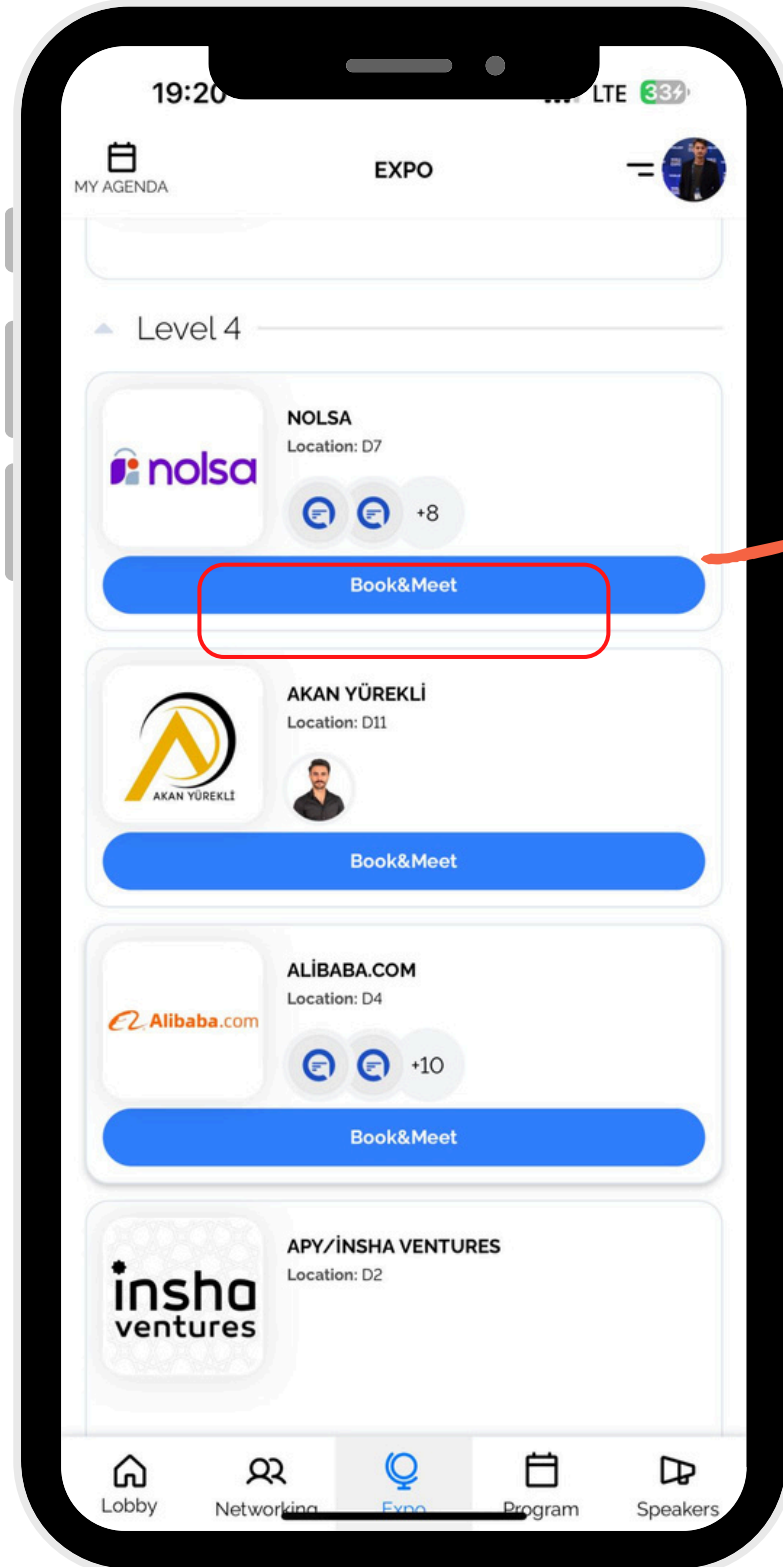 19:20
LTE 33
MY AGENDA
EXPO
Level 4
nolsa
NOLSA
Location: D7
+8
Book&Meet
AKAN YÜREKLİ
AKAN YÜREKLİ
Location: D11
Book&Meet
Alibaba.com
ALİBABA.COM
Location: D4
+10
Book&Meet
insha
ventures
APY/İNSHA VENTURES
Location: D2
Lobby
Networking
Expo
Program
Speakers